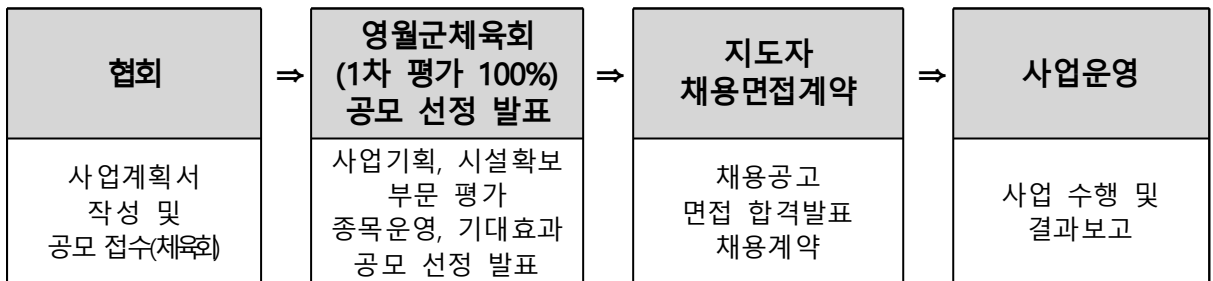 협회
⇒
영월군체육회
(1차 평가 100%)
공모 선정 발표
⇒
지도자
채용면접계약
⇒
사업운영
사업계획서
작성 및
공모 접수(체육회)
사업기획, 시설확보
부문 평가
종목운영, 기대효과
공모 선정 발표
채용공고
면접 합격발표
채용계약
사업 수행 및
결과보고